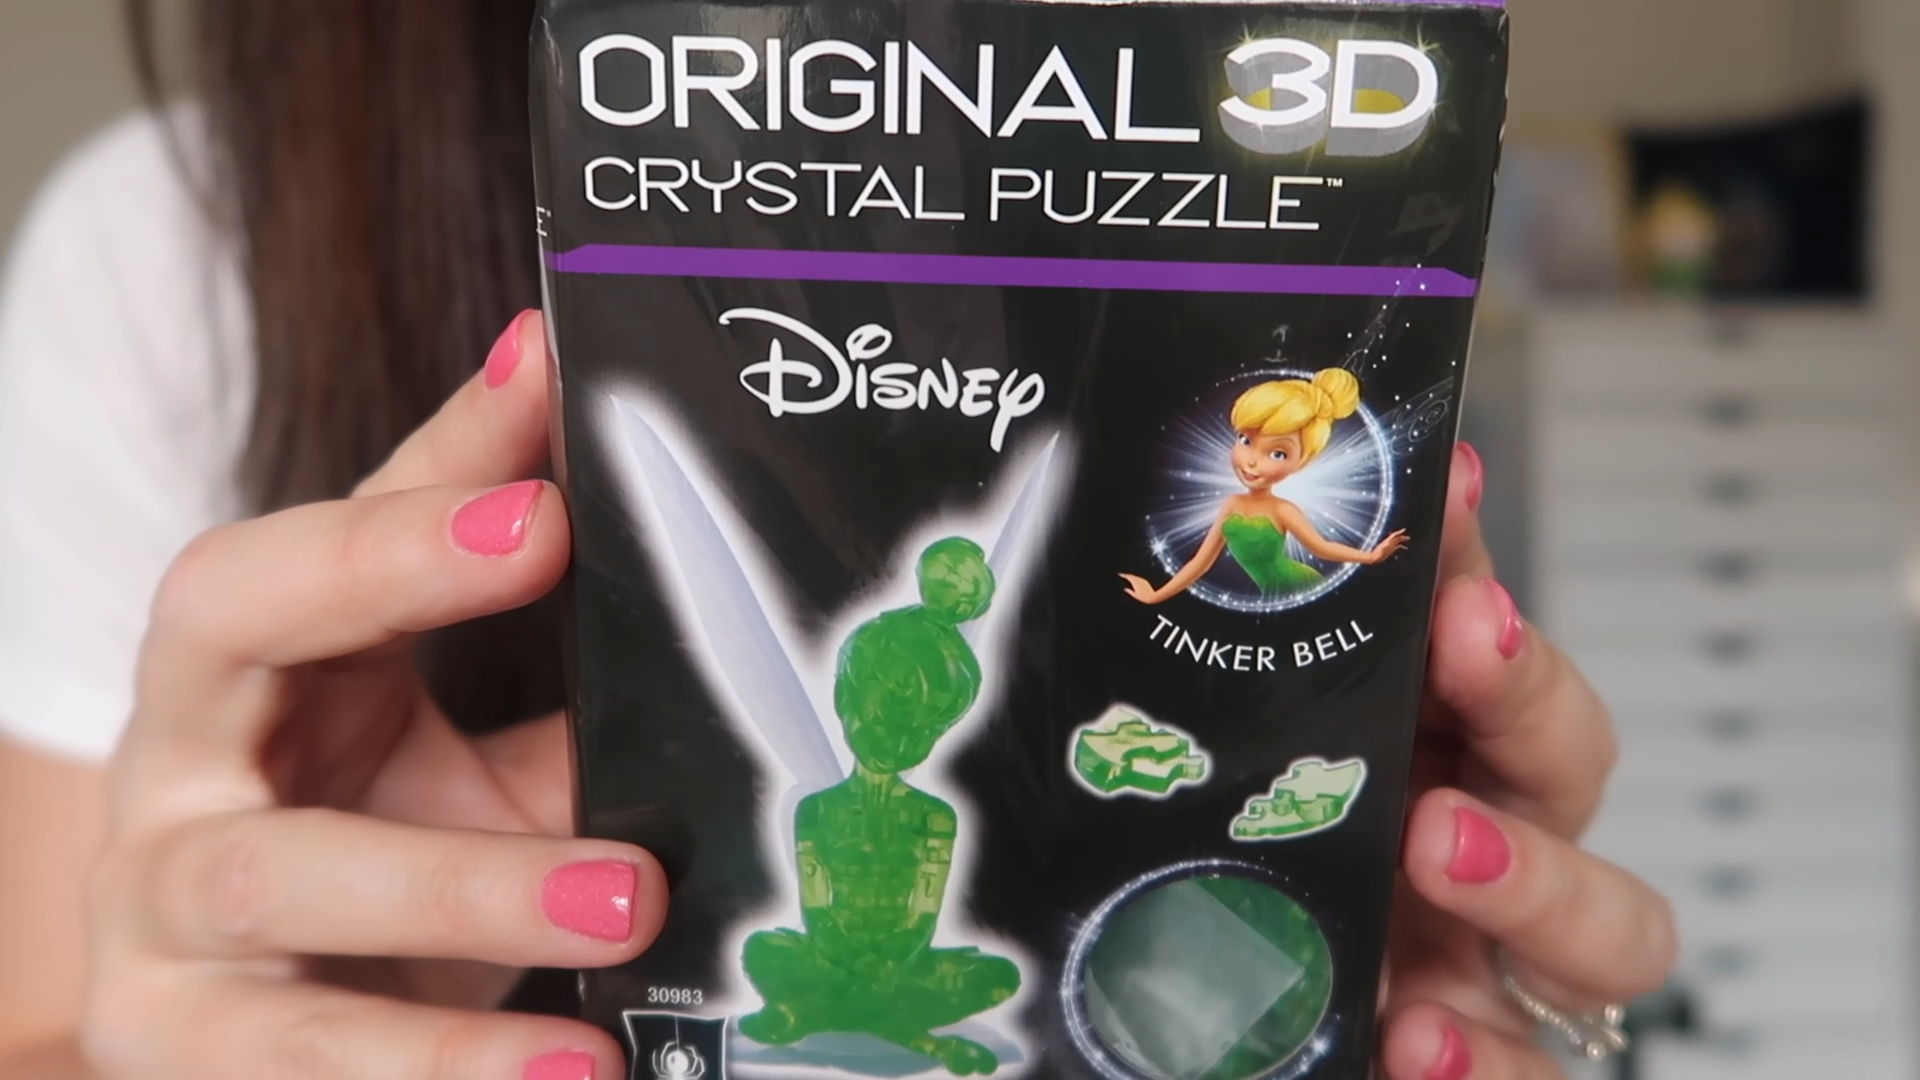 ORIGINAL 3D
CRYSTAL PUZZLE™
DISNEY
TINKER BELL
30983